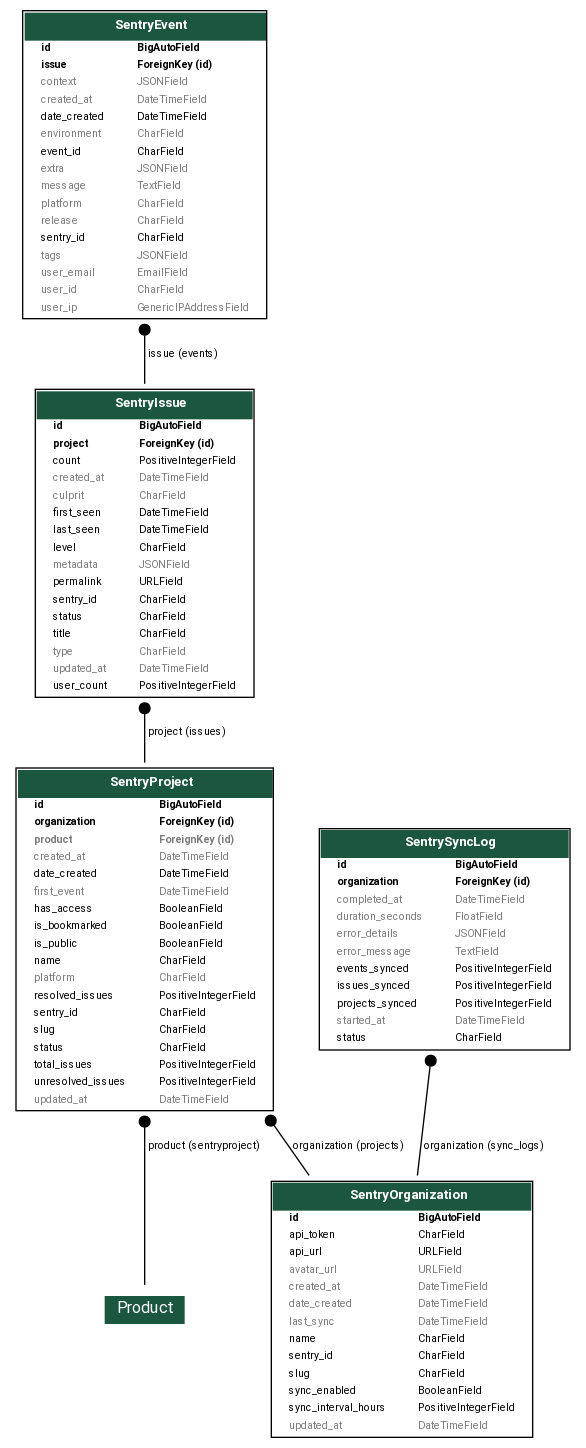 SentryEvent
id BigAutoField
issue ForeignKey (id)
context JSONField
created_at DateTimeField
date_created DateTimeField
environment CharField
event_id CharField
extra JSONField
message TextField
platform CharField
release CharField
sentry_id CharField
tags JSONField
user_email EmailField
user_id CharField
user_ip GenericIPAddressField
issue (events)
SentryIssue
id BigAutoField
project ForeignKey (id)
count PositiveIntegerField
created_at DateTimeField
culprit CharField
first_seen DateTimeField
last_seen DateTimeField
level CharField
metadata JSONField
permalink URLField
sentry_id CharField
status CharField
title CharField
type CharField
updated_at DateTimeField
user_count PositiveIntegerField
project (issues)
SentryProject
id BigAutoField
organization ForeignKey (id)
product ForeignKey (id)
created_at DateTimeField
date_created DateTimeField
first_event DateTimeField
has_access BooleanField
is_bookmarked BooleanField
is_public BooleanField
name CharField
platform CharField
resolved_issues PositiveIntegerField
sentry_id CharField
slug CharField
status CharField
total_issues PositiveIntegerField
unresolved_issues PositiveIntegerField
updated_at DateTimeField
SentrySyncLog
id BigAutoField
organization ForeignKey (id)
completed_at DateTimeField
duration_seconds FloatField
error_details JSONField
error_message TextField
events_synced PositiveIntegerField
issues_synced PositiveIntegerField
projects_synced PositiveIntegerField
started_at DateTimeField
status CharField
product (sentryproject)
organization (projects)
organization (sync_logs)
SentryOrganization
id BigAutoField
api_token CharField
api_url URLField
avatar_url URLField
created_at DateTimeField
date_created DateTimeField
last_sync DateTimeField
name CharField
sentry_id CharField
slug CharField
sync_enabled BooleanField
sync_interval_hours PositiveIntegerField
updated_at DateTimeField
Product